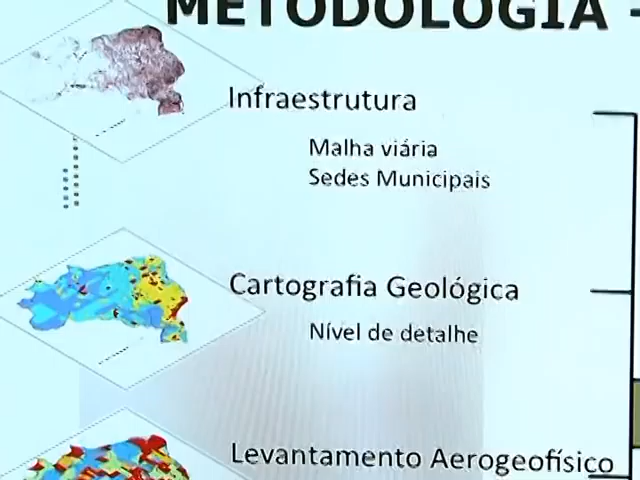 METODOLOGIA -
Infraestrutura
Malha viária
Sedes Municipais
Cartografia Geológica
Nível de detalhe
Levantamento Aerogeofísico